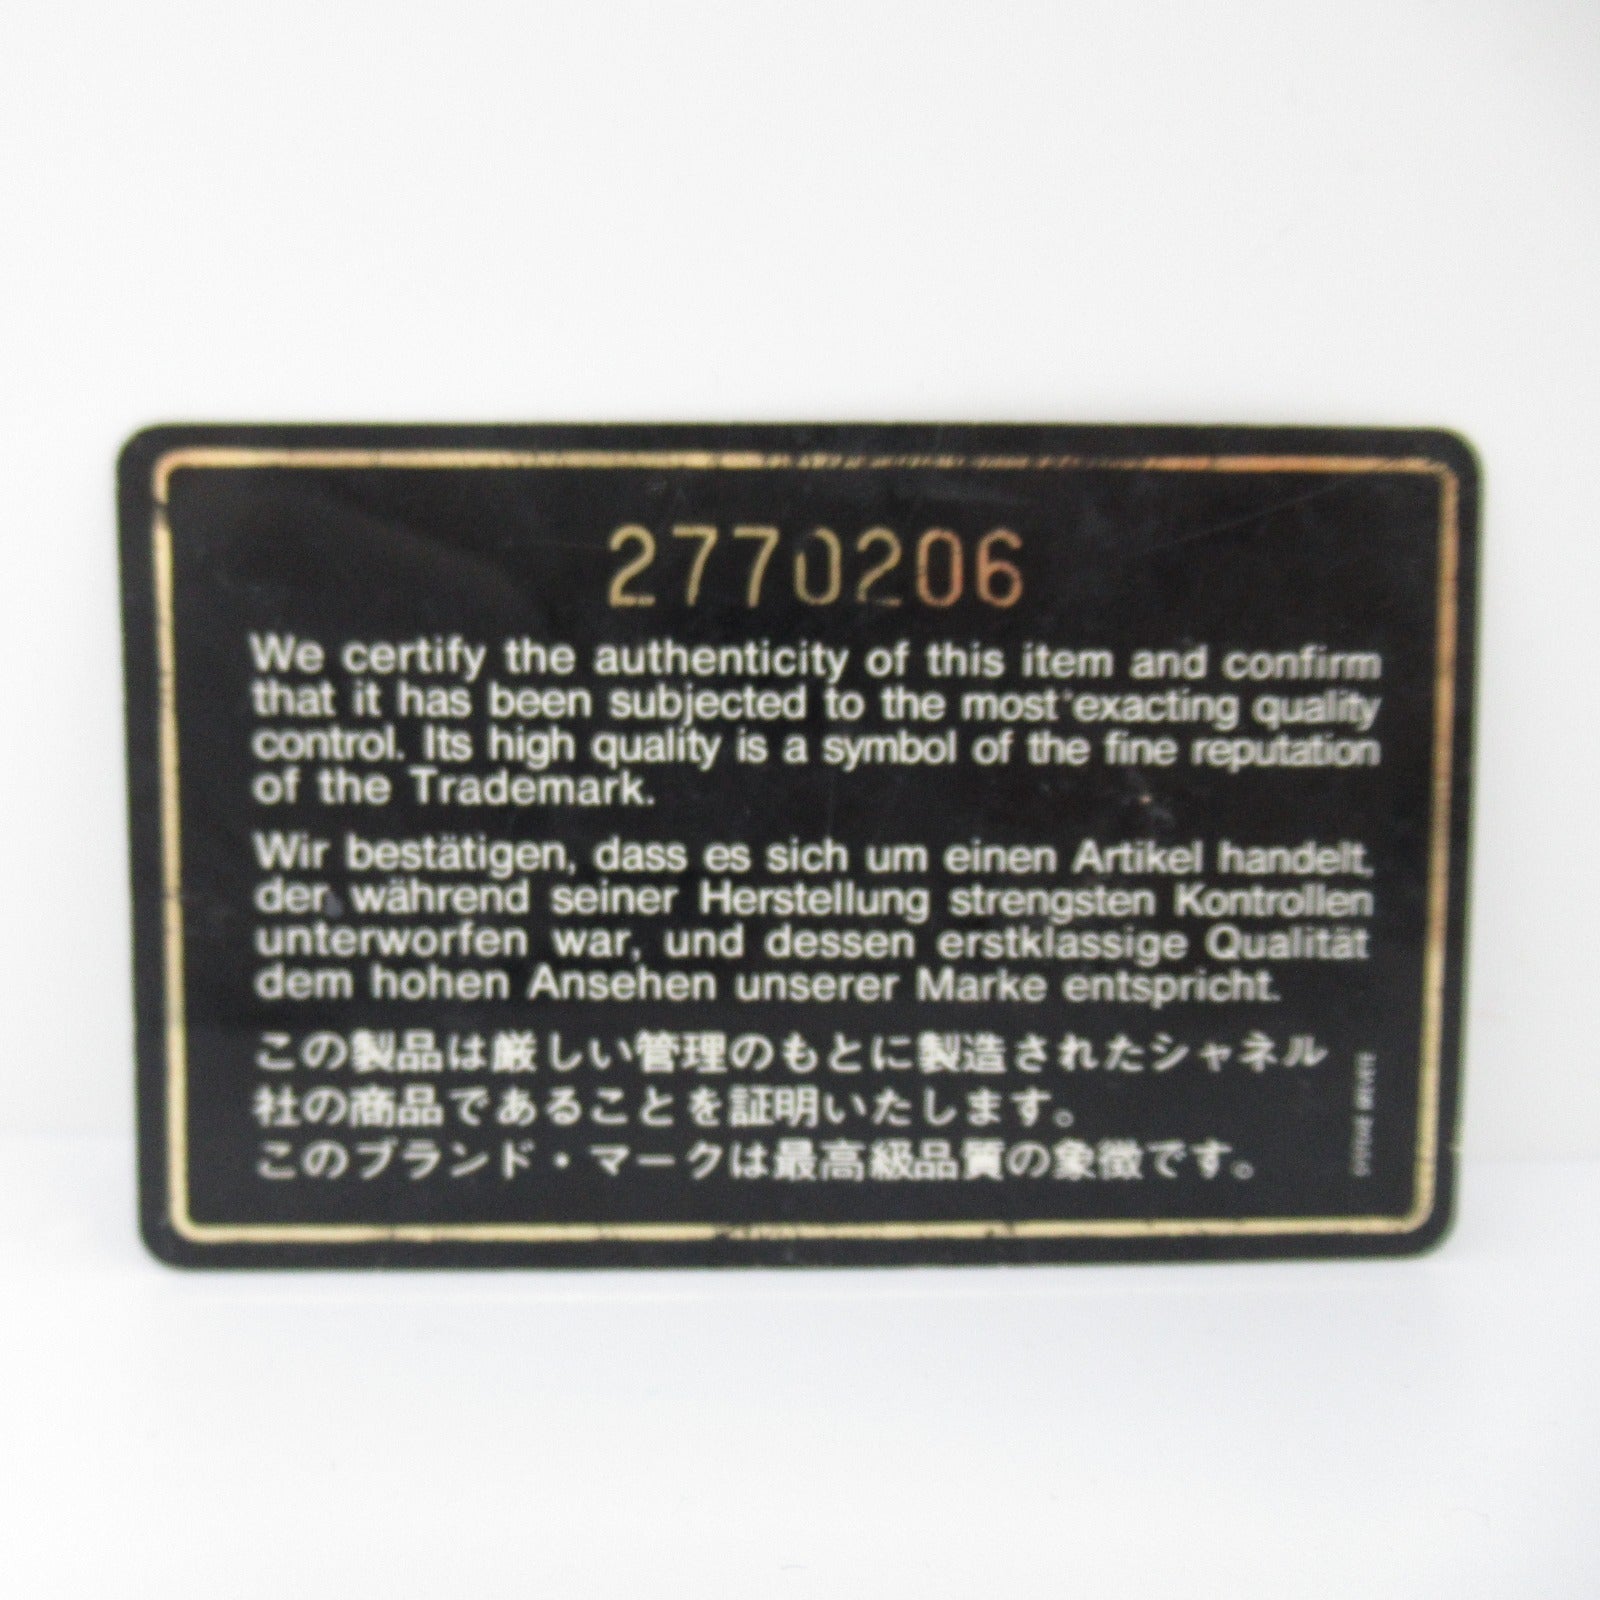 2770206
We certify the authenticity of this item and confirm
that it has been subjected to the most exacting quality
control. Its high quality is a symbol of the fine reputation
of the Trademark.
Wir bestätigen, dass es sich um einen Artikel handelt,
der während seiner Herstellung strengsten Kontrollen
unterworfen war, und dessen erstklassige Qualität
dem hohen Ansehen unserer Marke entspricht.
この製品は厳しい管理のもとに製造されたシャネル
社の商品であることを証明いたします。
このブランド・マークは最高級品質の象徴です。